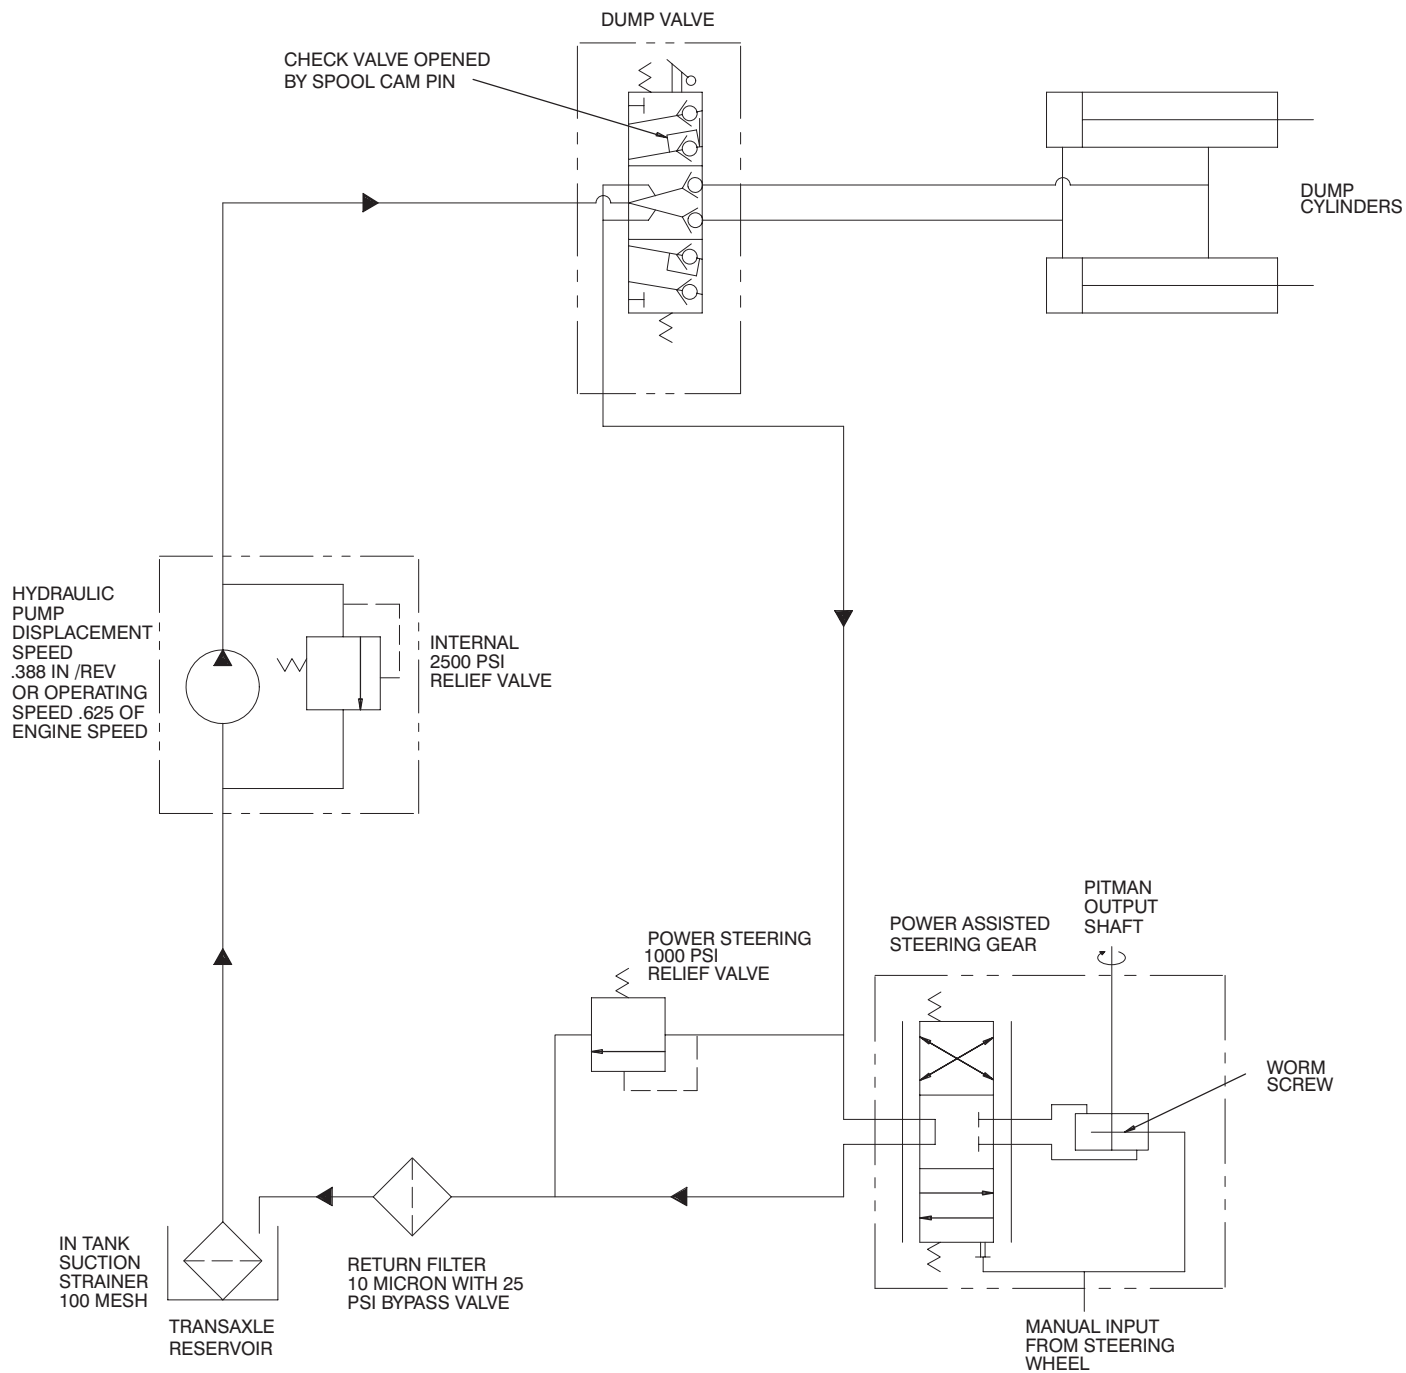 DUMP VALVE
CHECK VALVE OPENED
BY SPOOL CAM PIN
DUMP
CYLINDERS
HYDRAULIC
PUMP
DISPLACEMENT
SPEED
.388 IN /REV
OR OPERATING
SPEED .625 OF
ENGINE SPEED
INTERNAL
2500 PSI
RELIEF VALVE
PITMAN
OUTPUT
SHAFT
POWER ASSISTED
STEERING GEAR
POWER STEERING
1000 PSI
RELIEF VALVE
WORM
SCREW
IN TANK
SUCTION
STRAINER
100 MESH
RETURN FILTER
10 MICRON WITH 25
PSI BYPASS VALVE
TRANSAXLE
RESERVOIR
MANUAL INPUT
FROM STEERING
WHEEL